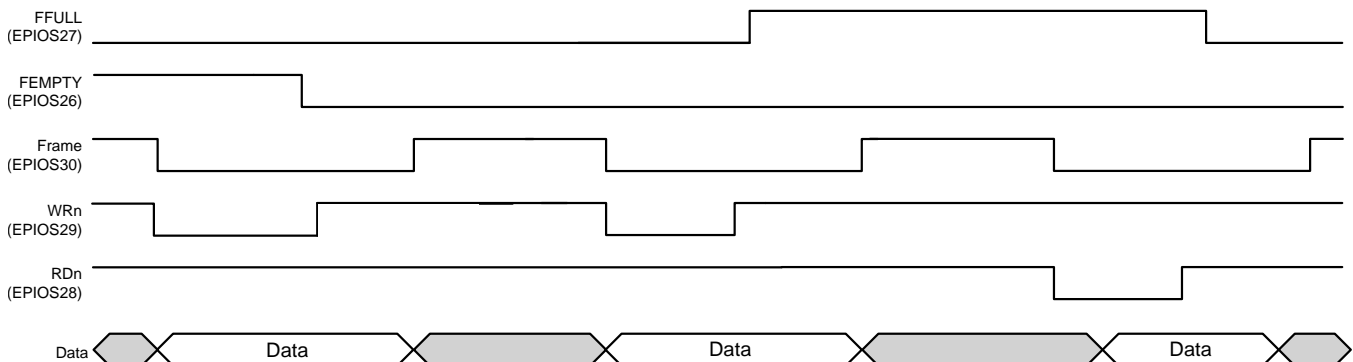 FFULL
(EPIOS27)
FEMPTY
(EPIOS26)
Frame
(EPIOS30)
WRn
(EPIOS29)
RDn
(EPIOS28)
Data
Data
Data
Data